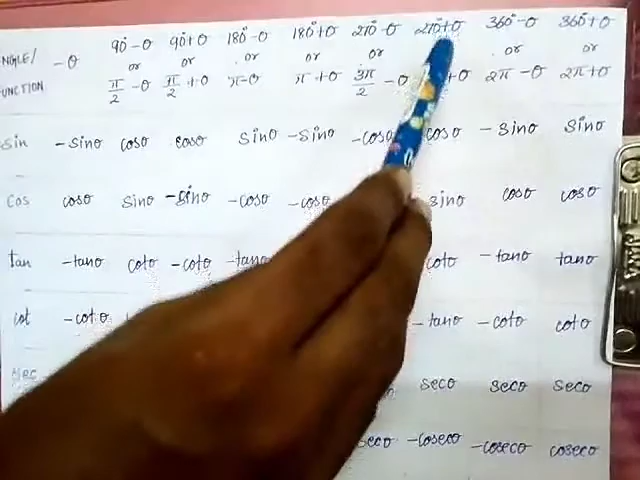 -θ 90°-θ 90°+θ 180°-θ 180°+θ 270°-θ 270°+θ 360°-θ 360°+θ
NGLE/ or or or or or or or
UNCTION π/2 -θ π/2 +θ π-θ π+θ 3π/2 -θ +θ 2π-θ 2π+θ
sin -sinθ cosθ cosθ sinθ -sinθ -cosθ cosθ -sinθ sinθ
cos cosθ sinθ -sinθ -cosθ -cosθ sinθ cosθ cosθ
tan -tanθ cotθ -cotθ -tanθ cotθ -tanθ tanθ
cot -cotθ -tanθ -cotθ cotθ
sec secθ secθ secθ
secθ -cosecθ -cosecθ cosecθ